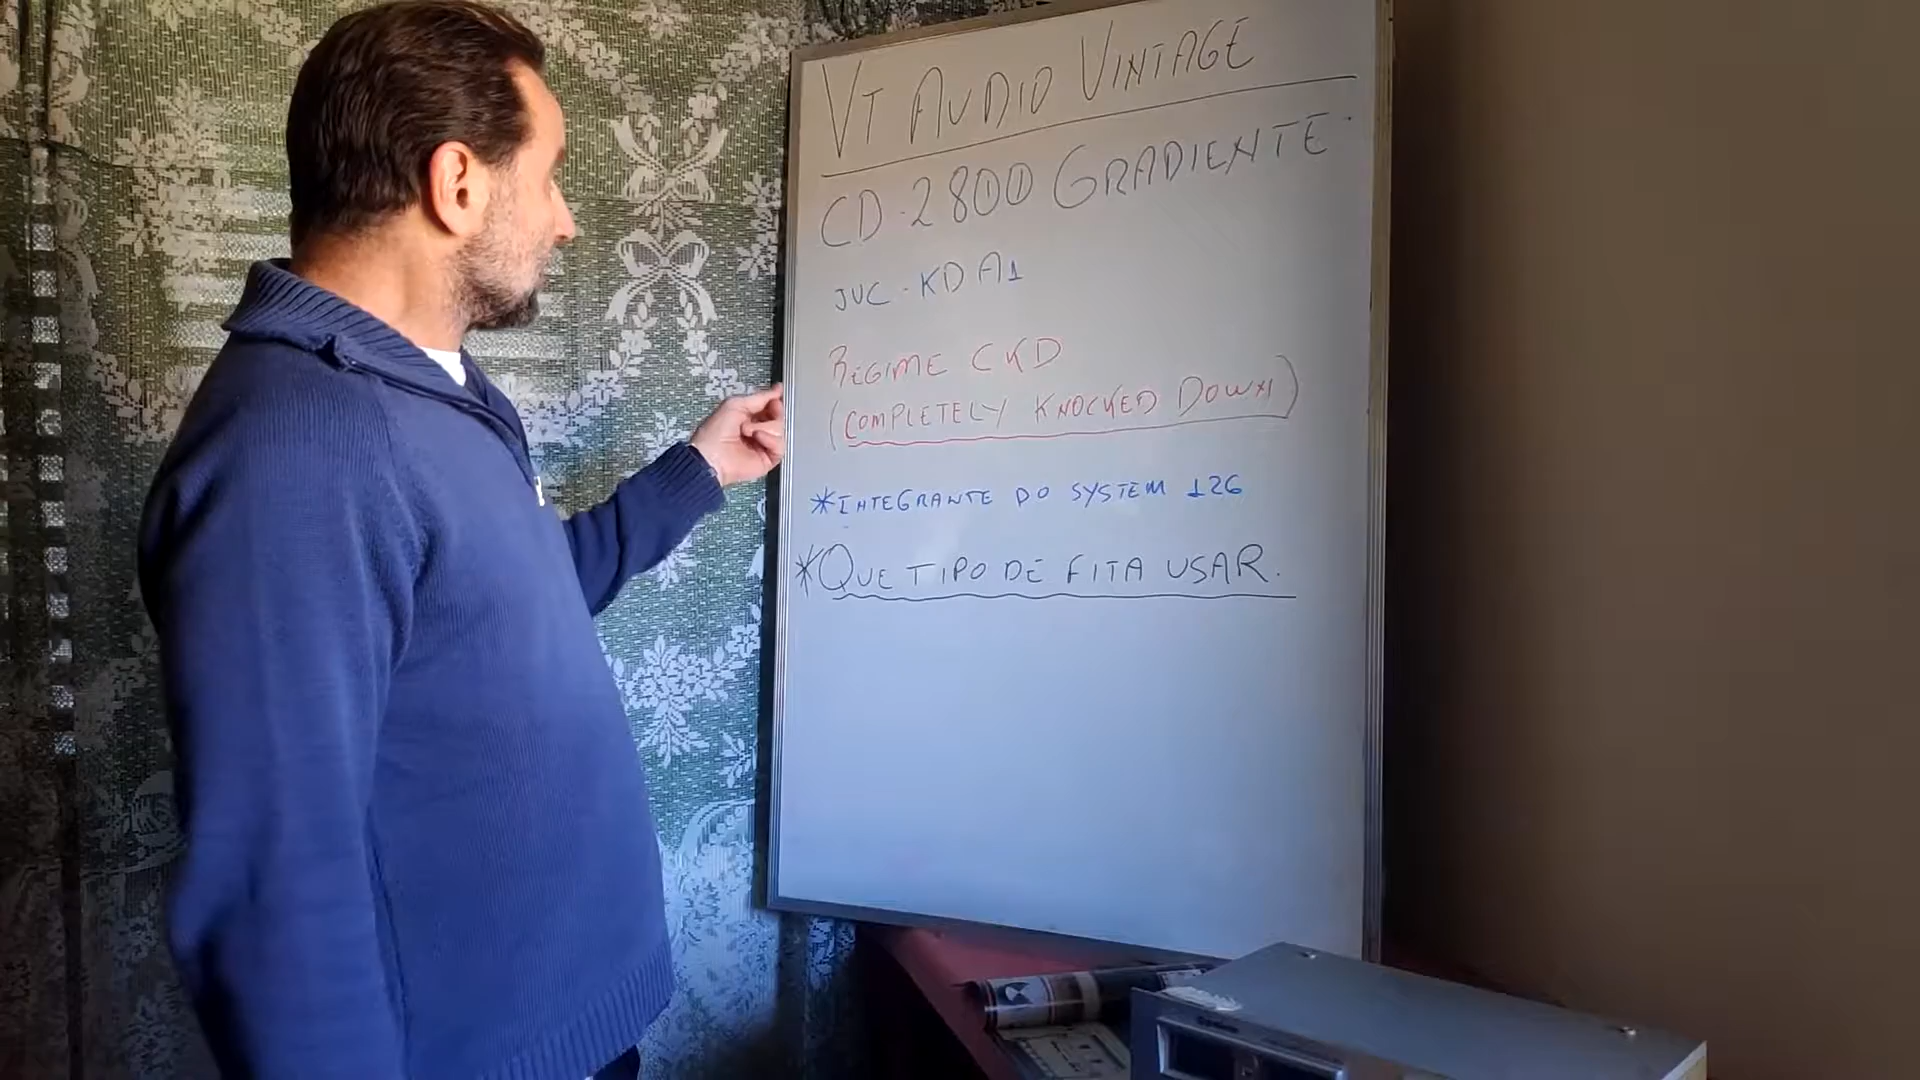 VT AUDIO VINTAGE
CD-2800 GRADIENTE
JVC-KD A1
REGIME CKD
(COMPLETELY KNOCKED DOWN)
*INTEGRANTE DO SYSTEM 126
*QUE TIPO DE FITA USAR.